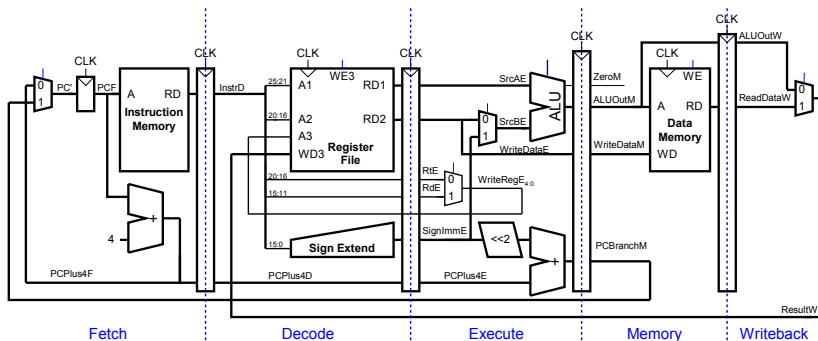 CLK
CLK
CLK
CLK
CLK
CLK
CLK
ALUOutW
0
1
PC'
PCF
A
RD
Instruction
Memory
InstrD
25:21
20:16
A1
WE3
RD1
A2
RD2
A3
WD3
Register
File
SrcAE
0
1
SrcBE
ALU
ZeroM
ALUOutM
WE
A
RD
Data
Memory
WD
ReadDataW
0
1
WriteDataE
WriteDataM
20:16
15:11
RtE
RdE
0
1
WriteRegE4:0
4
+
15:0
Sign Extend
SignImmE
<<2
+
PCBranchM
PCPlus4F
PCPlus4D
PCPlus4E
ResultW
Fetch
Decode
Execute
Memory
Writeback